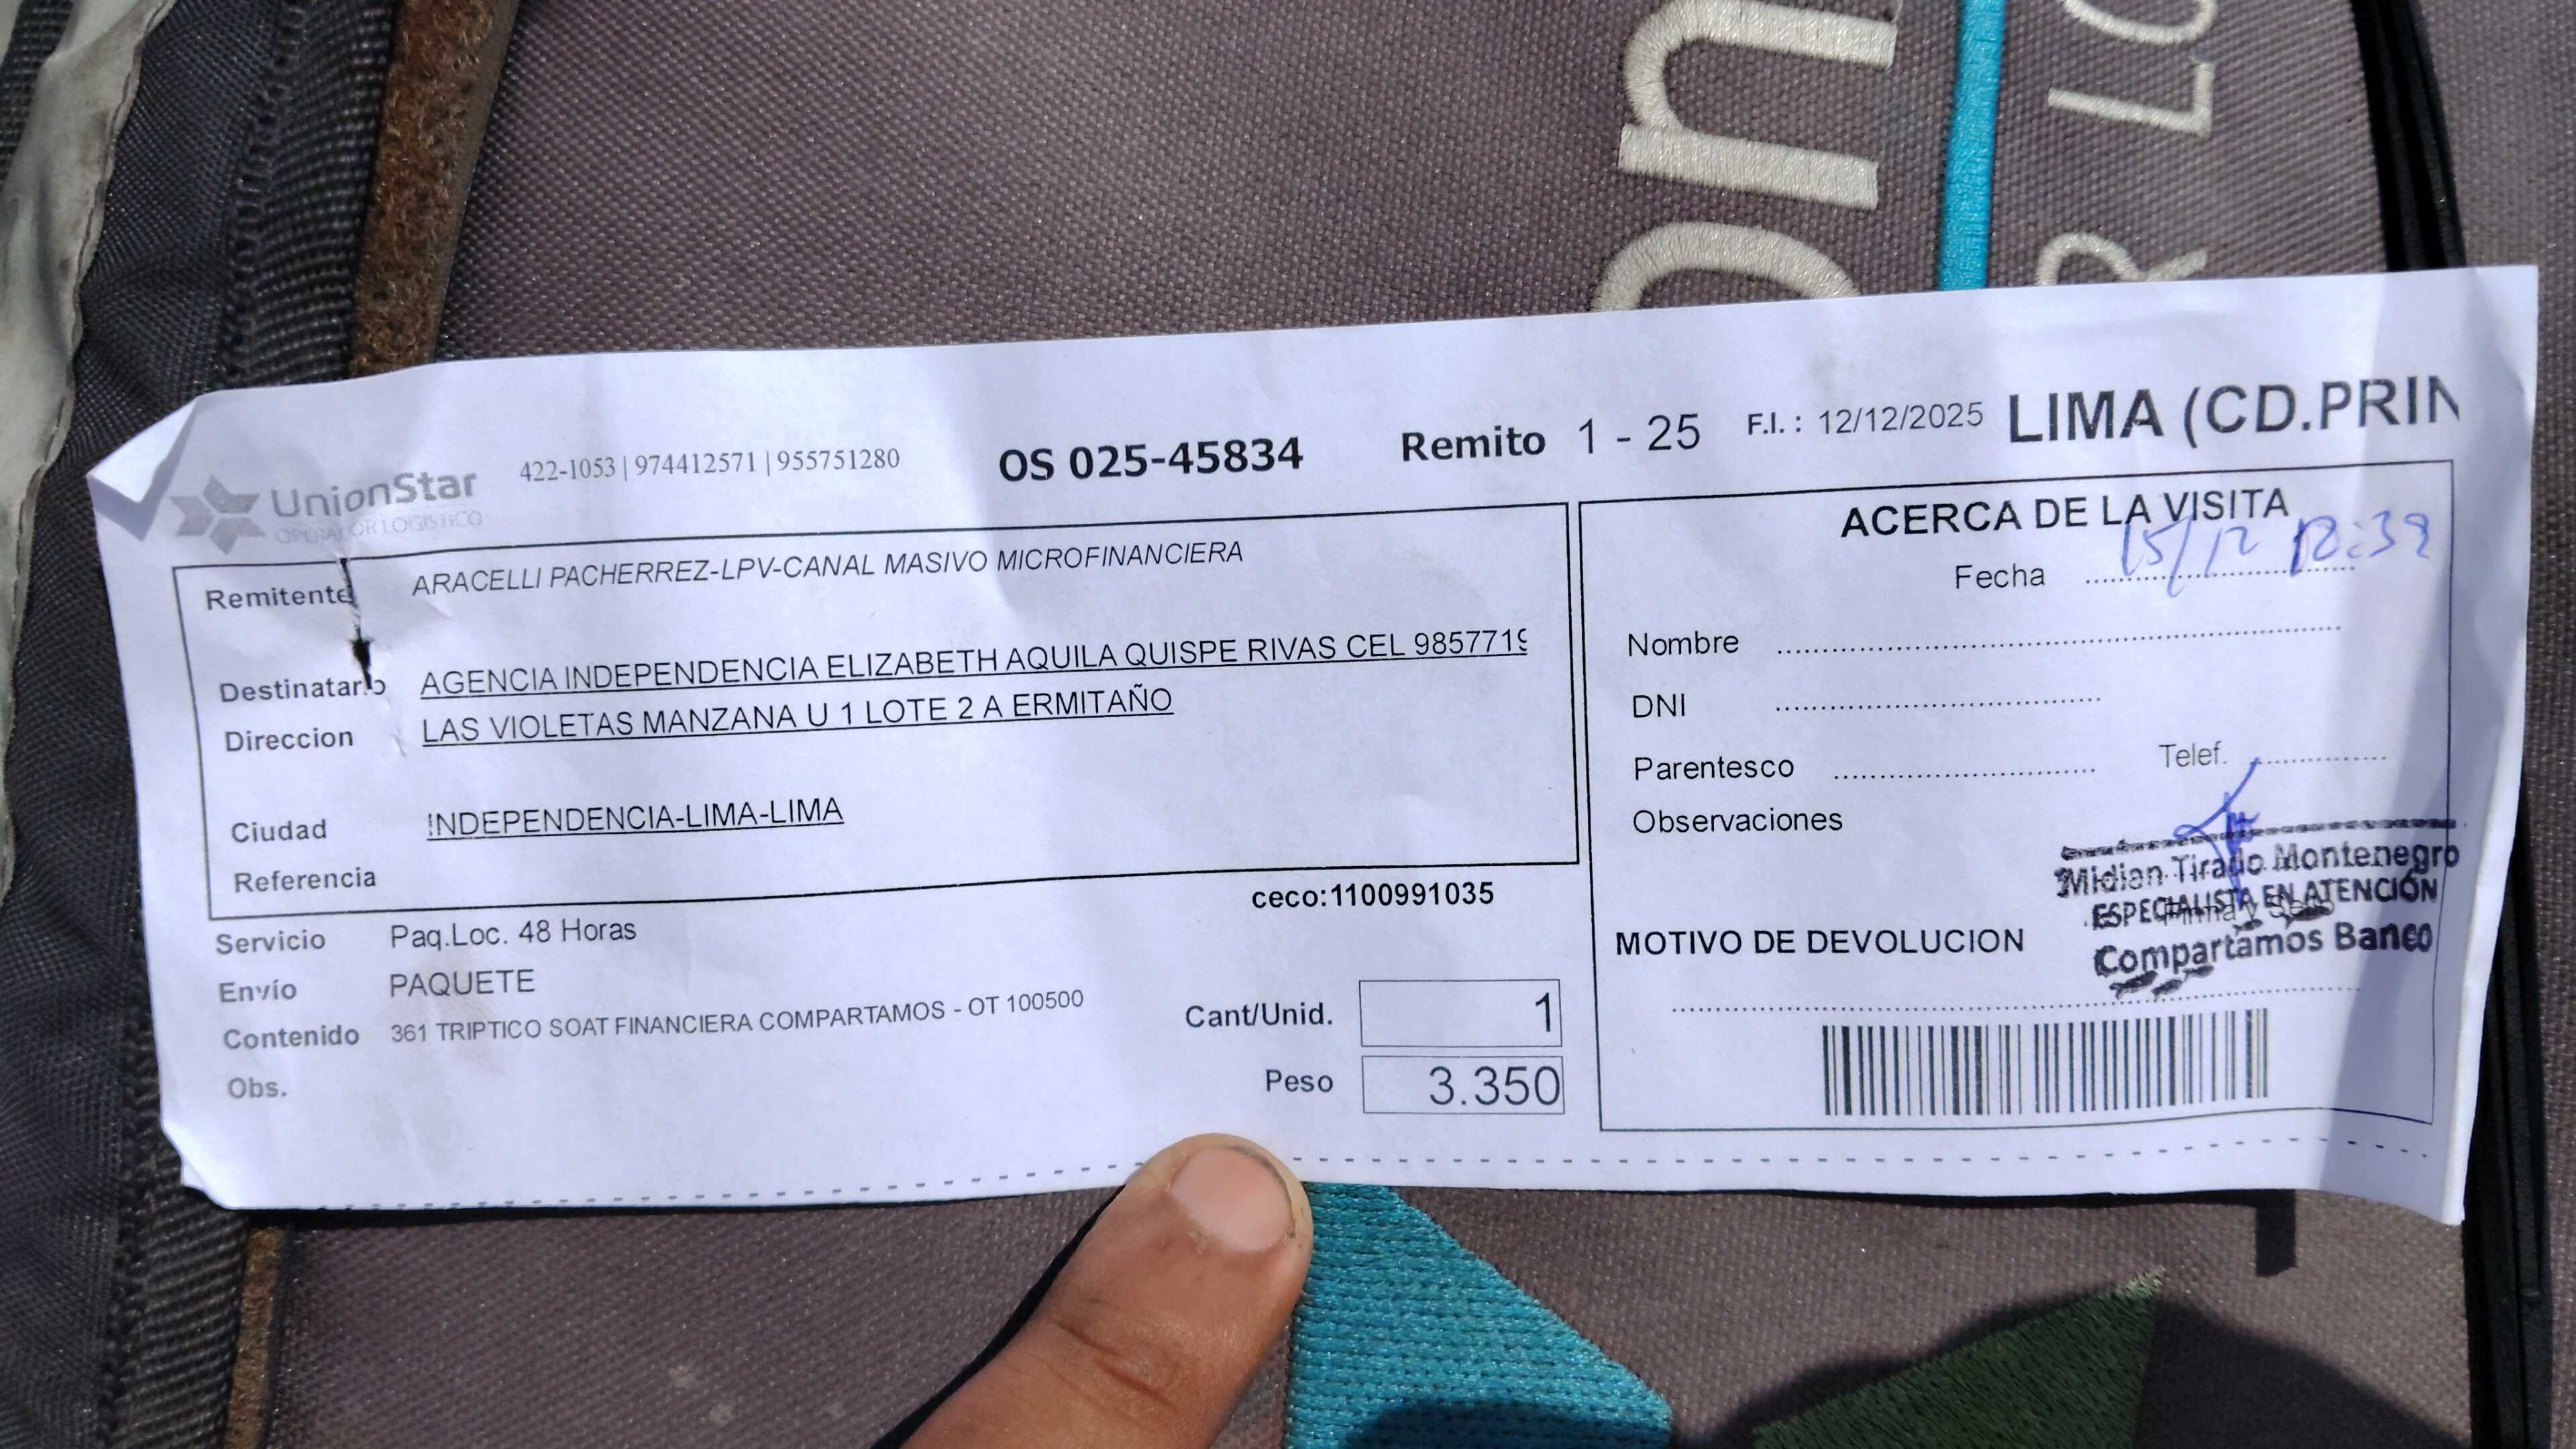 on
R LO
UnionStar
OPERADOR LOGISTICO
422-1053 | 974412571 | 955751280
OS 025-45834
Remito 1 - 25
F.I. : 12/12/2025
LIMA (CD.PRIN
Remitente ARACELLI PACHERREZ-LPV-CANAL MASIVO MICROFINANCIERA
Destinatario AGENCIA INDEPENDENCIA ELIZABETH AQUILA QUISPE RIVAS CEL 9857719
Direccion LAS VIOLETAS MANZANA U 1 LOTE 2 A ERMITAÑO
Ciudad INDEPENDENCIA-LIMA-LIMA
Referencia
ceco:1100991035
Servicio Paq.Loc. 48 Horas
Envío PAQUETE
Contenido 361 TRIPTICO SOAT FINANCIERA COMPARTAMOS - OT 100500
Obs.
Cant/Unid. 1
Peso 3.350
ACERCA DE LA VISITA
Fecha 15/12 12:39
Nombre
DNI
Parentesco Telef.
Observaciones
Midian Tirado Montenegro
ESPECIALISTA EN ATENCIÓN
Firma y Sello
Compartamos Banco
MOTIVO DE DEVOLUCION